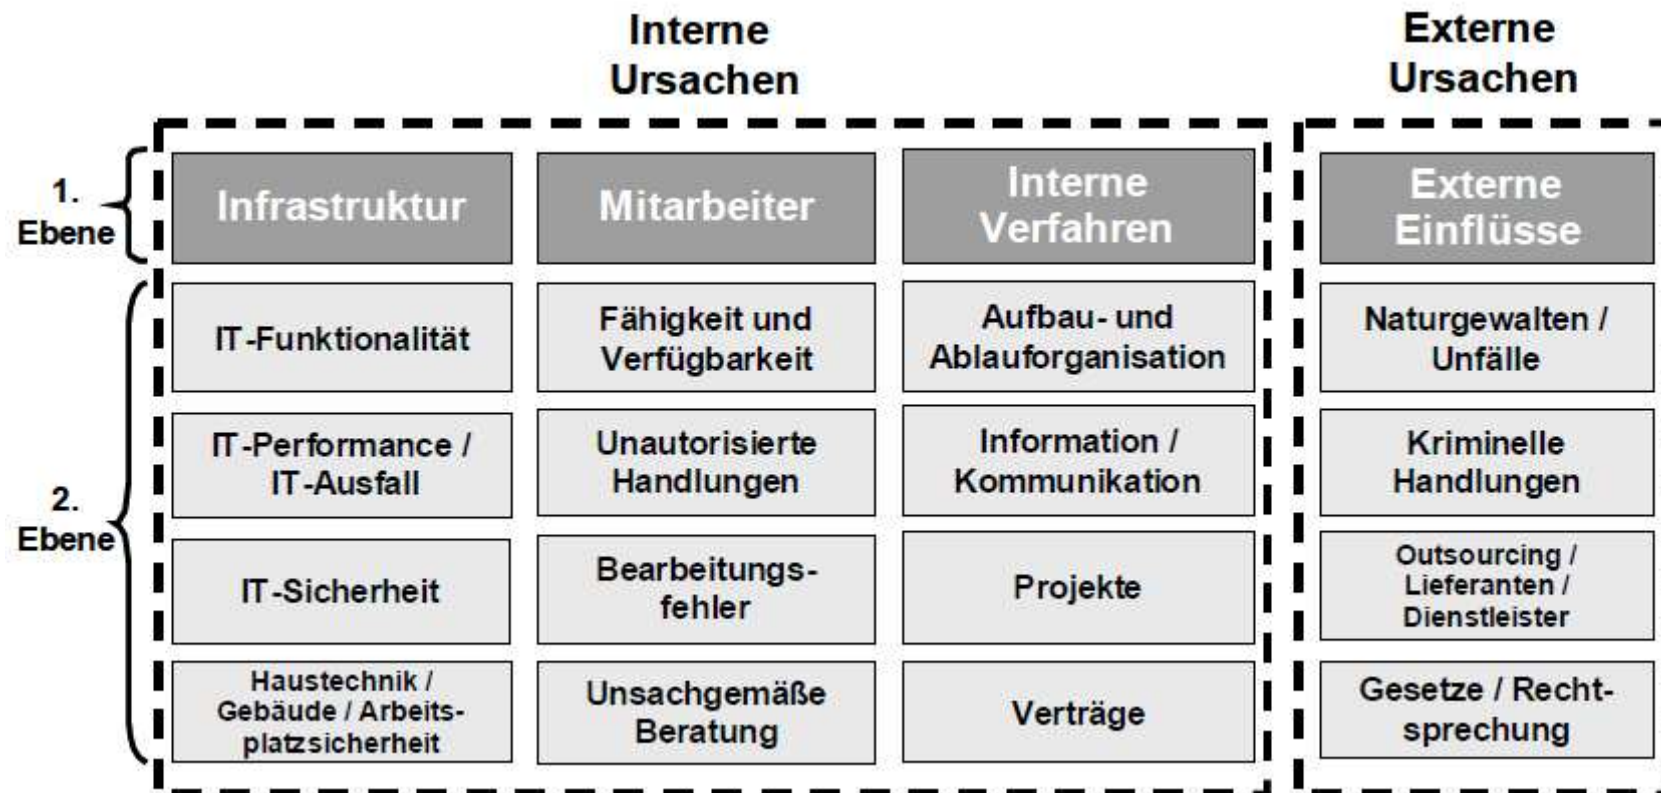 Interne
Ursachen
Externe
Ursachen
1.
Ebene
Infrastruktur
Mitarbeiter
Interne
Verfahren
Externe
Einflüsse
2.
Ebene
IT-Funktionalität
Fähigkeit und
Verfügbarkeit
Aufbau- und
Ablauforganisation
Naturgewalten /
Unfälle
IT-Performance /
IT-Ausfall
Unautorisierte
Handlungen
Information /
Kommunikation
Kriminelle
Handlungen
IT-Sicherheit
Bearbeitungs-
fehler
Projekte
Outsourcing /
Lieferanten /
Dienstleister
Haustechnik /
Gebäude / Arbeits-
platzsicherheit
Unsachgemäße
Beratung
Verträge
Gesetze / Recht-
sprechung